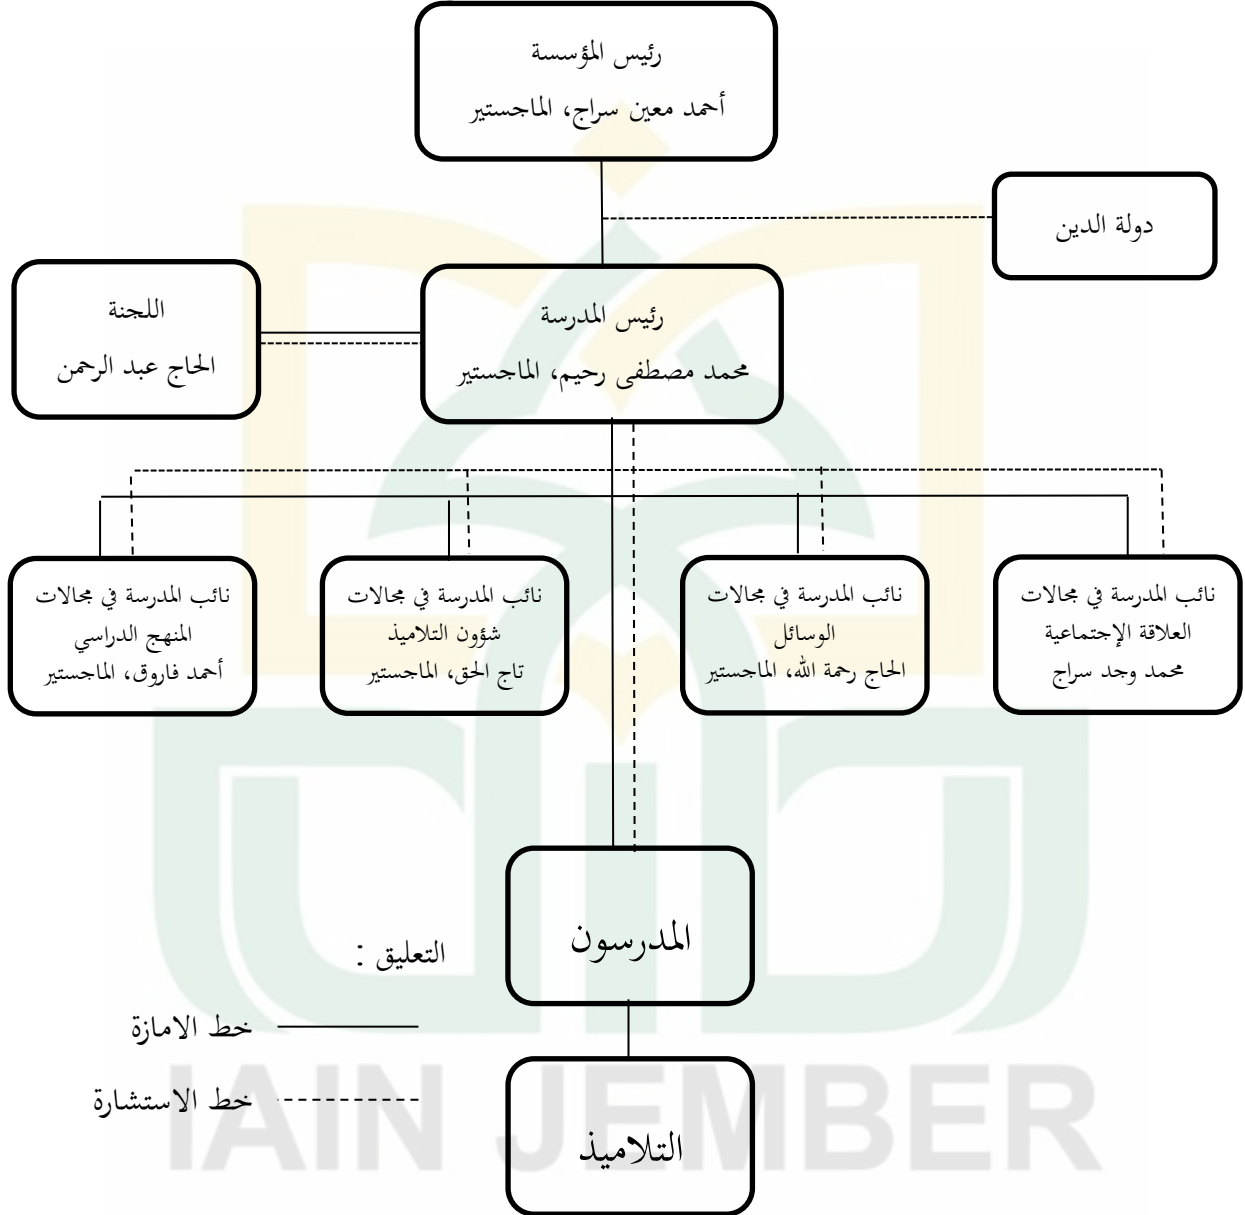 رئيس المؤسسة
أحمد معين سراج، الماجستير
دولة الدين
رئيس المدرسة
محمد مصطفى رحيم، الماجستير
اللجنة
الحاج عبد الرحمن
نائب المدرسة في مجالات
العلاقة الإجتماعية
محمد وجد سراج
نائب المدرسة في مجالات
الوسائل
الحاج رحمة الله، الماجستير
نائب المدرسة في مجالات
شؤون التلاميذ
تاج الحق، الماجستير
نائب المدرسة في مجالات
المنهج الدراسي
أحمد فاروق، الماجستير
المدرسون
التعليق :
خط الامازة
خط الاستشارة
التلاميذ
IAIN JEMBER